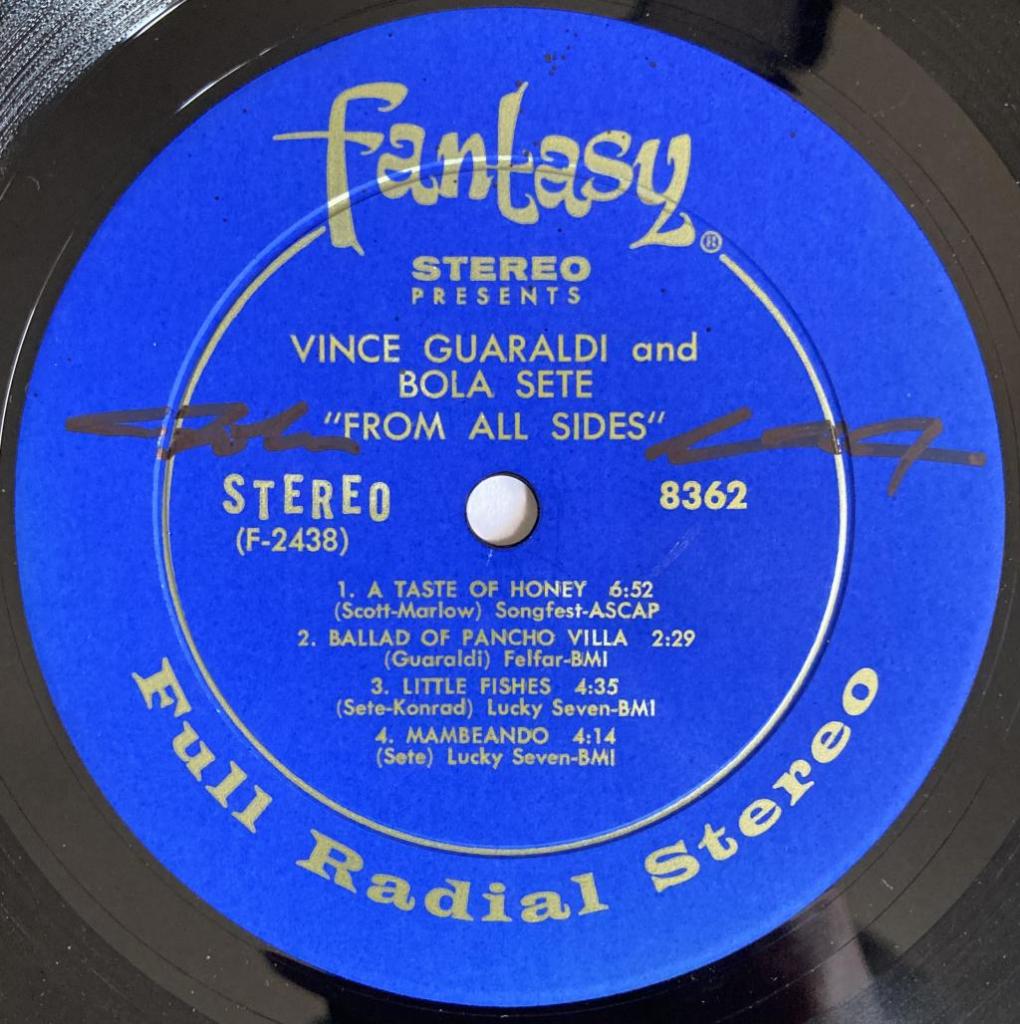 fantasy®
STEREO
PRESENTS
VINCE GUARALDI and
BOLA SETE
"FROM ALL SIDES"
STEREO
8362
(F-2438)
1. A TASTE OF HONEY 6:52
(Scott-Marlow) Songfest-ASCAP
2. BALLAD OF PANCHO VILLA 2:29
(Guaraldi) Felfar-BMI
3. LITTLE FISHES 4:35
(Sete-Konrad) Lucky Seven-BMI
4. MAMBEANDO 4:14
(Sete) Lucky Seven-BMI
Full Radial Stereo